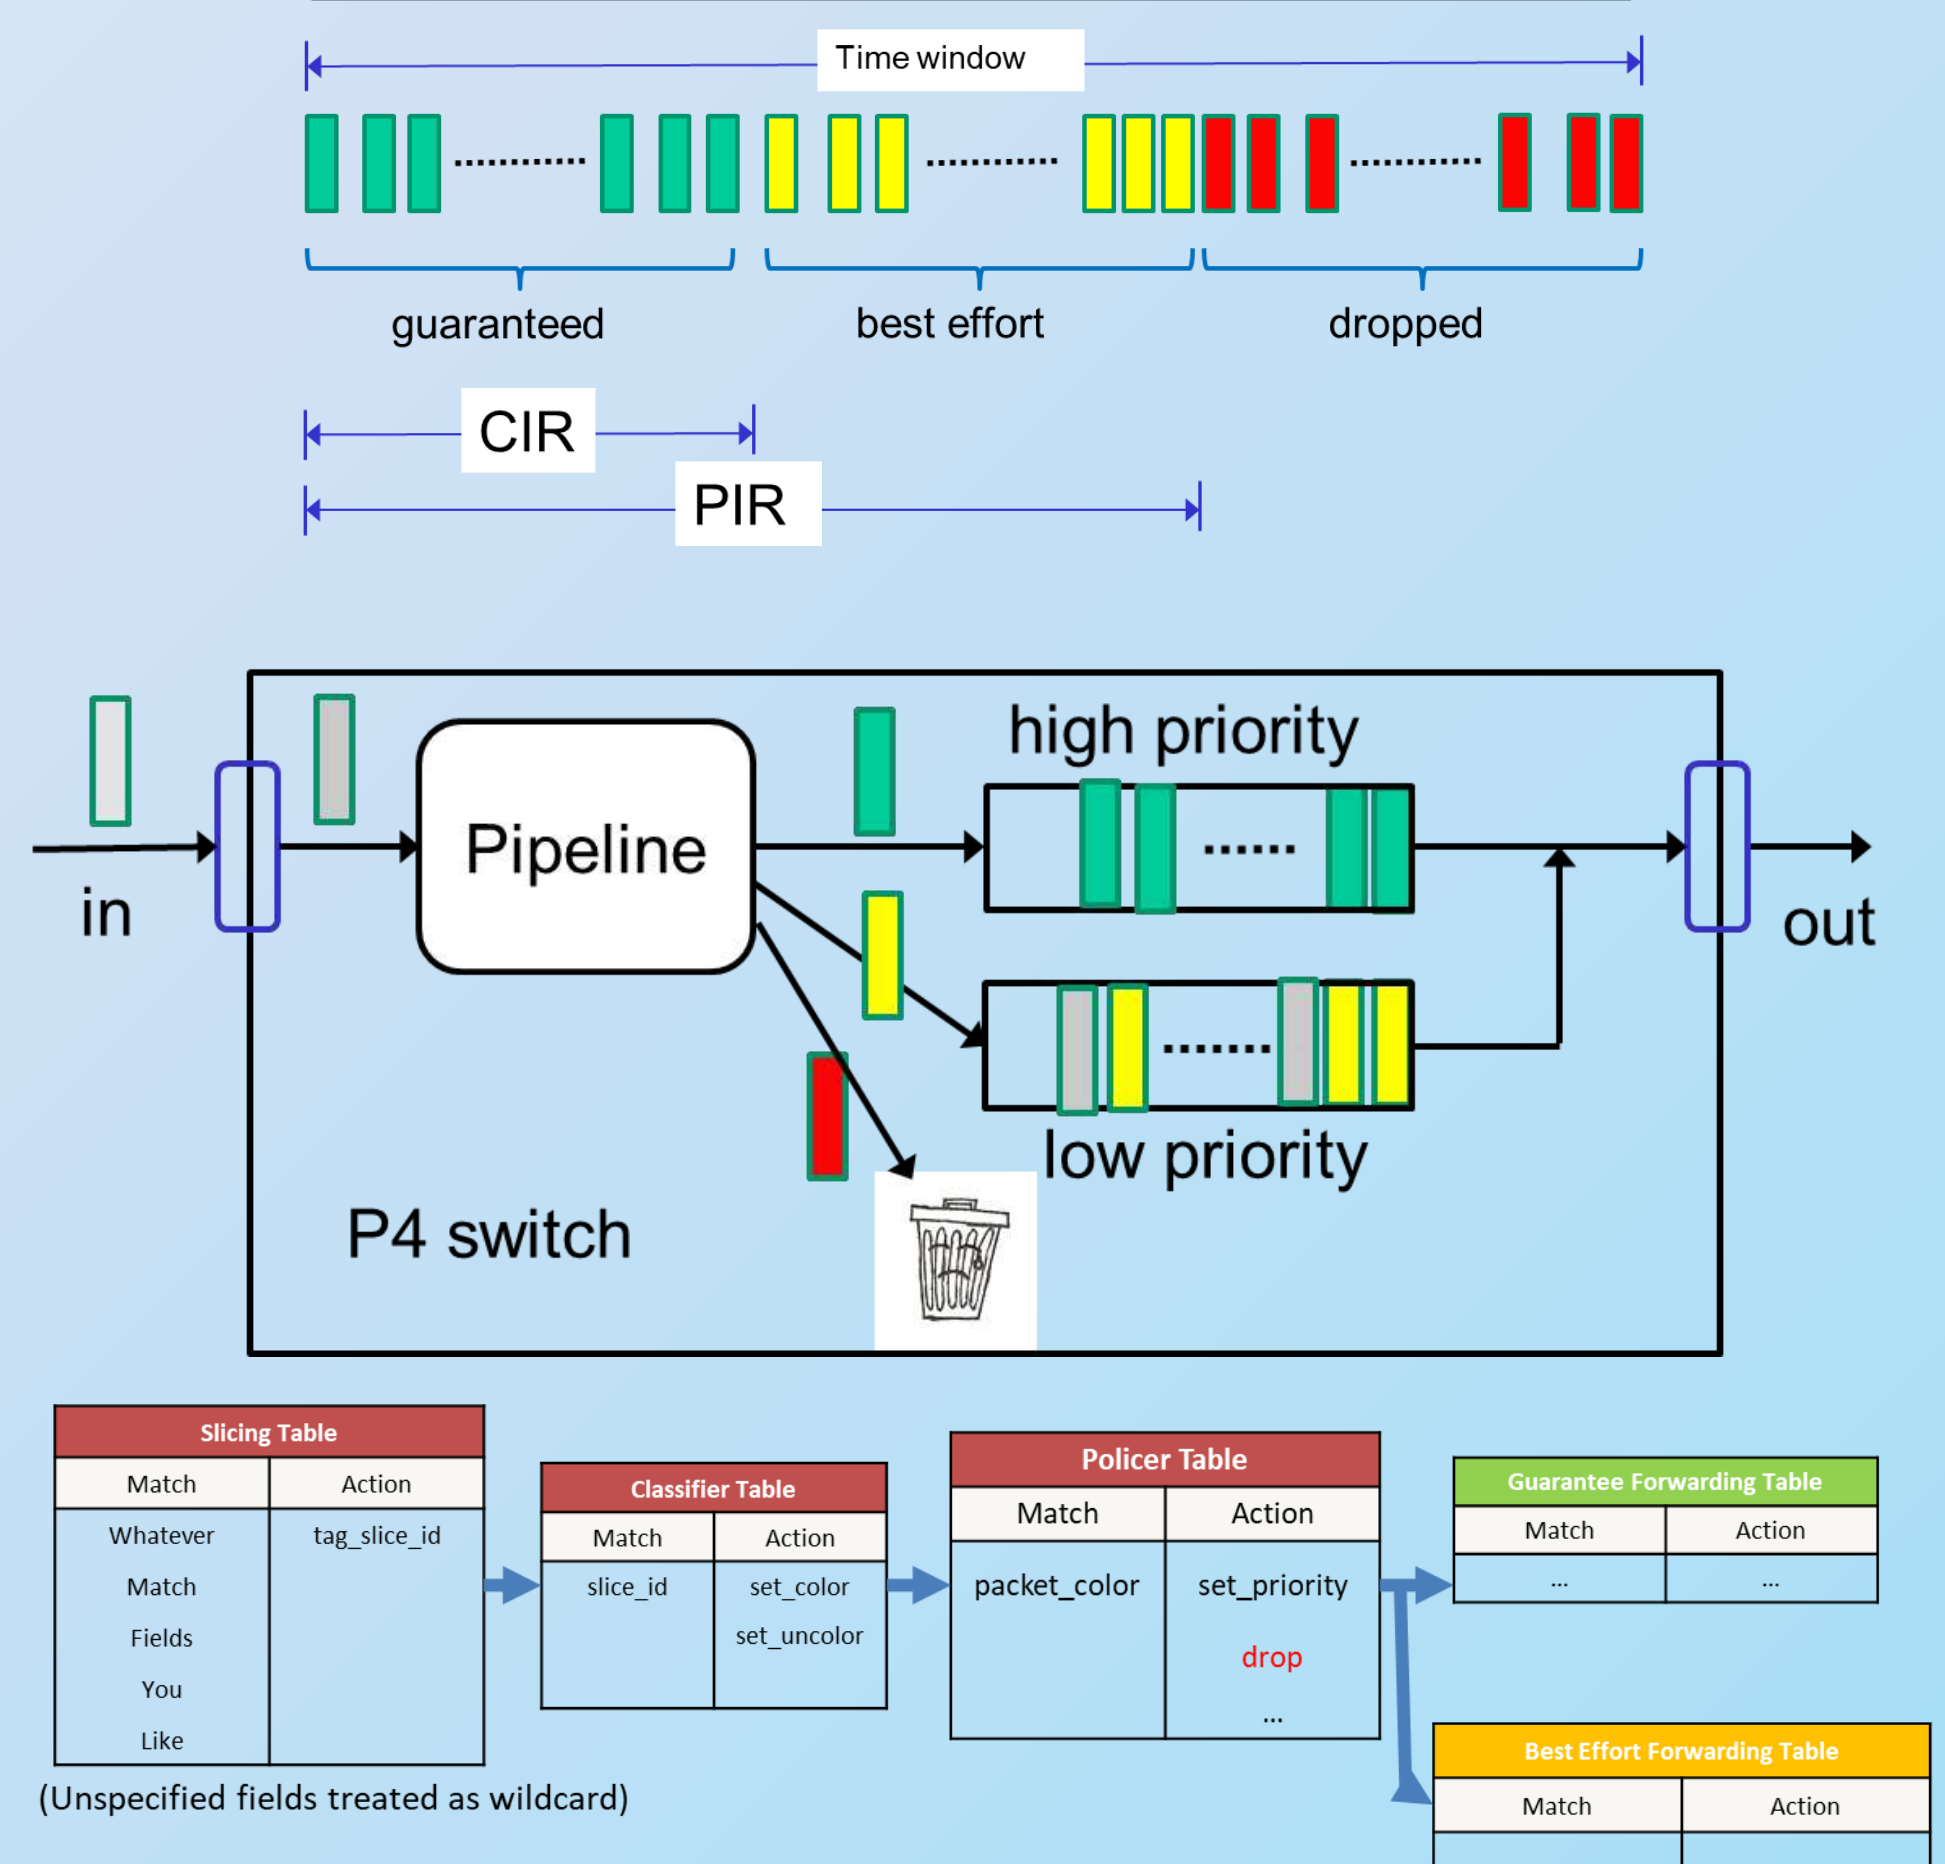 Time window
guaranteed
best effort
dropped
CIR
PIR
in
Pipeline
high priority
low priority
out
P4 switch
Slicing Table
Match
Action
Whatever
tag_slice_id
Match
Fields
You
Like
(Unspecified fields treated as wildcard)
Classifier Table
Match
Action
slice_id
set_color
set_uncolor
Policer Table
Match
Action
packet_color
set_priority
drop
...
Guarantee Forwarding Table
Match
Action
...
...
Best Effort Forwarding Table
Match
Action